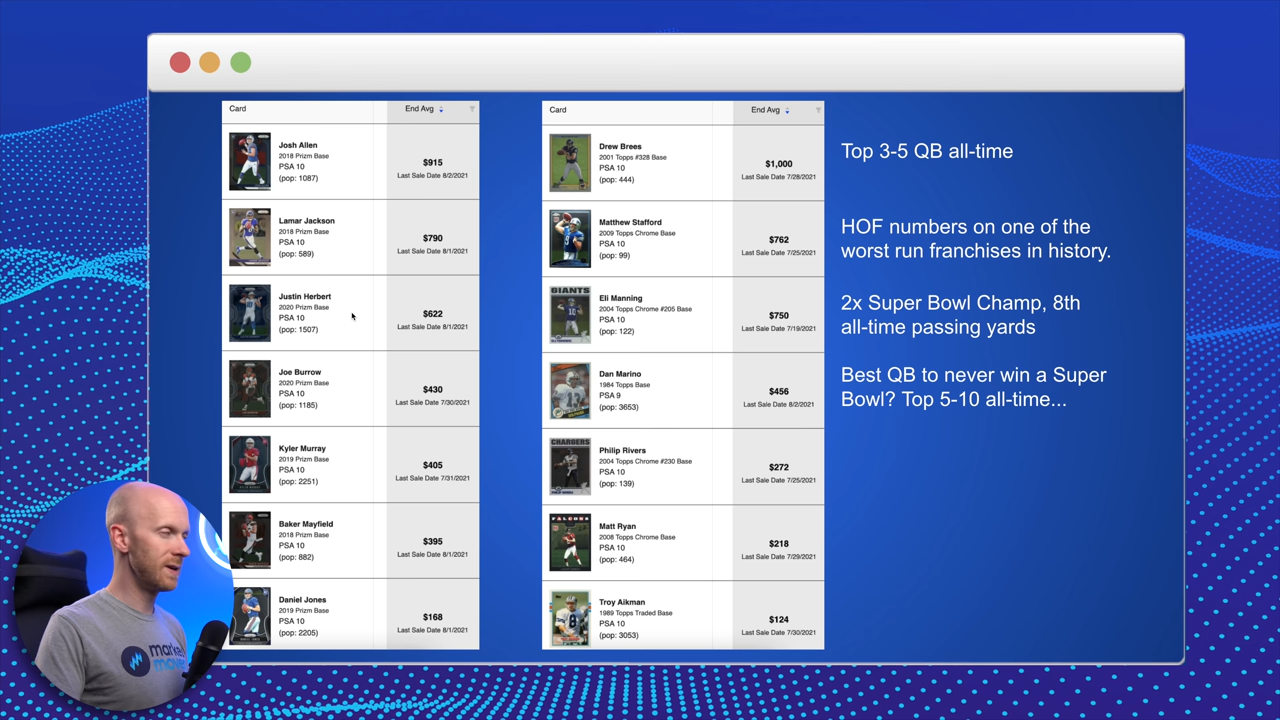 Card
End Avg
Josh Allen
2018 Prizm Base
PSA 10
(pop: 1087)
$915
Last Sale Date 8/2/2021
Lamar Jackson
2018 Prizm Base
PSA 10
(pop: 589)
$790
Last Sale Date 8/1/2021
Justin Herbert
2020 Prizm Base
PSA 10
(pop: 1507)
$622
Last Sale Date 8/1/2021
Joe Burrow
2020 Prizm Base
PSA 10
(pop: 1185)
$430
Last Sale Date 7/30/2021
Kyler Murray
2019 Prizm Base
PSA 10
(pop: 2251)
$405
Last Sale Date 7/31/2021
Baker Mayfield
2018 Prizm Base
PSA 10
(pop: 882)
$395
Last Sale Date 8/1/2021
Daniel Jones
2019 Prizm Base
PSA 10
(pop: 2205)
$168
Last Sale Date 8/1/2021
Card
End Avg
Drew Brees
2001 Topps #328 Base
PSA 10
(pop: 444)
$1,000
Last Sale Date 7/28/2021
Matthew Stafford
2009 Topps Chrome Base
PSA 10
(pop: 99)
$762
Last Sale Date 7/25/2021
GIANTS
Eli Manning
2004 Topps Chrome #205 Base
PSA 10
(pop: 122)
$750
Last Sale Date 7/19/2021
Dan Marino
1984 Topps Base
PSA 9
(pop: 3653)
$456
Last Sale Date 8/2/2021
CHARGERS
Philip Rivers
2004 Topps Chrome #230 Base
PSA 10
(pop: 139)
$272
Last Sale Date 7/25/2021
FALCONS
Matt Ryan
2008 Topps Chrome Base
PSA 10
(pop: 464)
$218
Last Sale Date 7/29/2021
Troy Aikman
1989 Topps Traded Base
PSA 10
(pop: 3053)
$124
Last Sale Date 7/30/2021
Top 3-5 QB all-time
HOF numbers on one of the
worst run franchises in history.
2x Super Bowl Champ, 8th
all-time passing yards
Best QB to never win a Super
Bowl? Top 5-10 all-time...